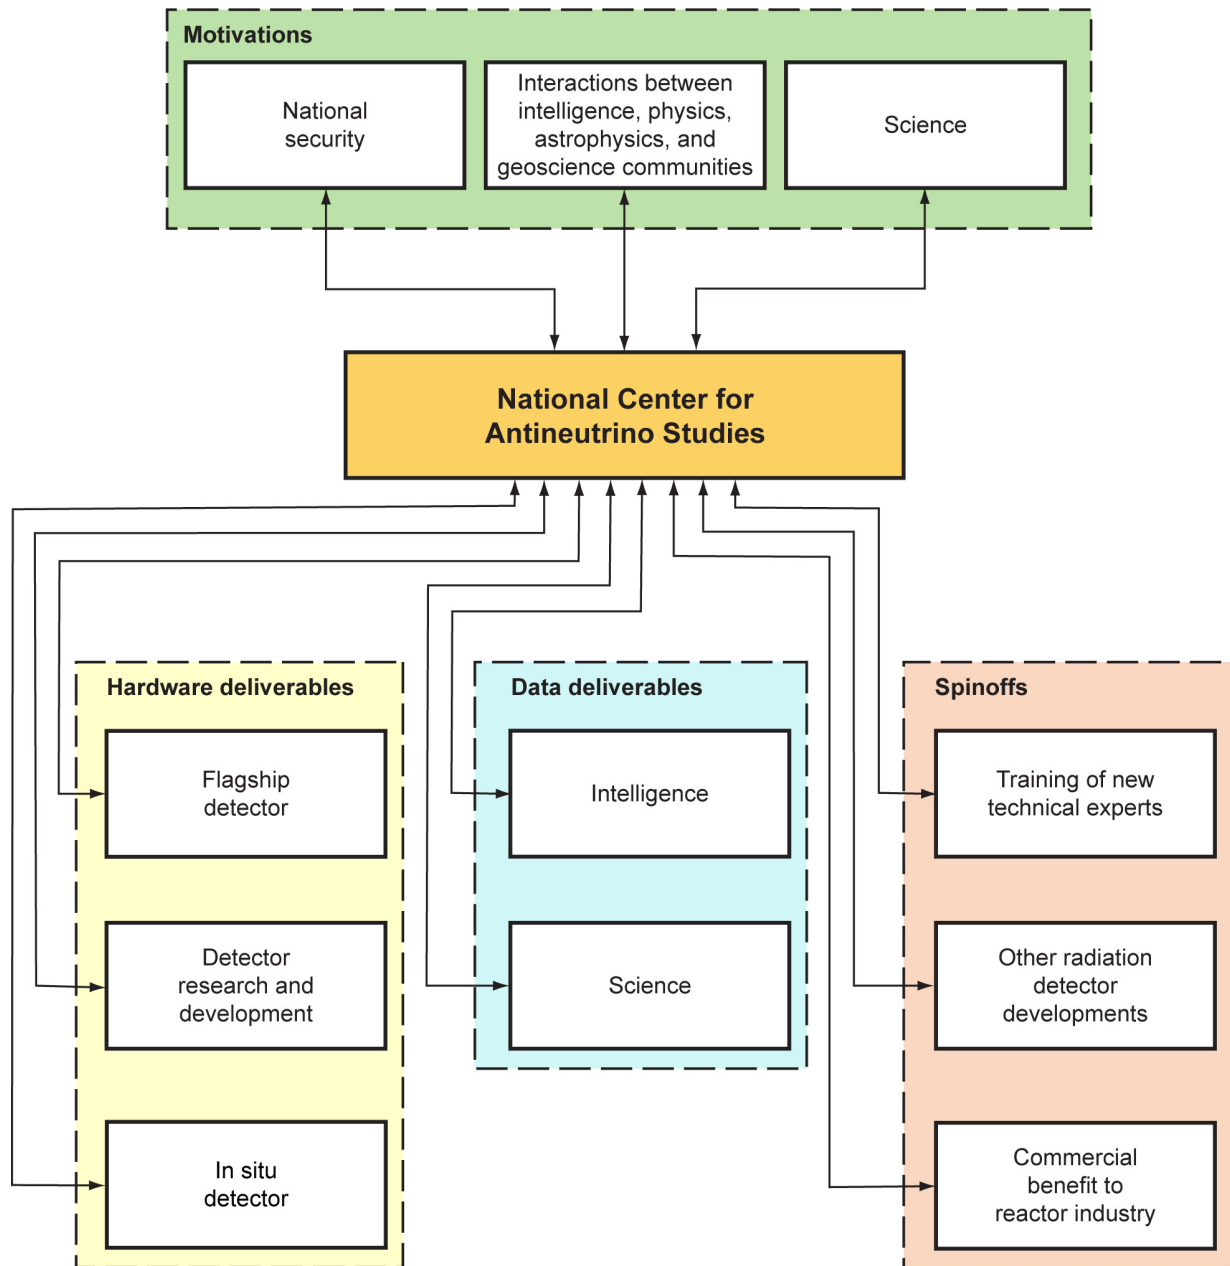 Motivations
National
security
Interactions between
intelligence, physics,
astrophysics, and
geoscience communities
Science
National Center for
Antineutrino Studies
Hardware deliverables
Flagship
detector
Detector
research and
development
In situ
detector
Data deliverables
Intelligence
Science
Spinoffs
Training of new
technical experts
Other radiation
detector
developments
Commercial
benefit to
reactor industry